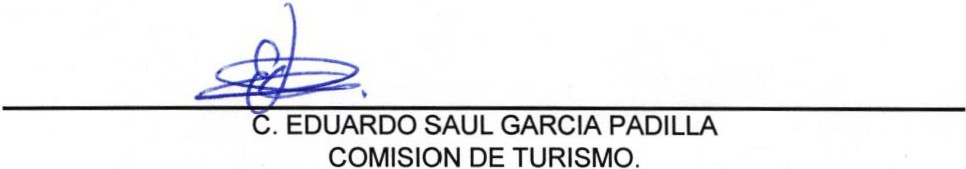 C. EDUARDO SAUL GARCIA PADILLA
COMISION DE TURISMO.